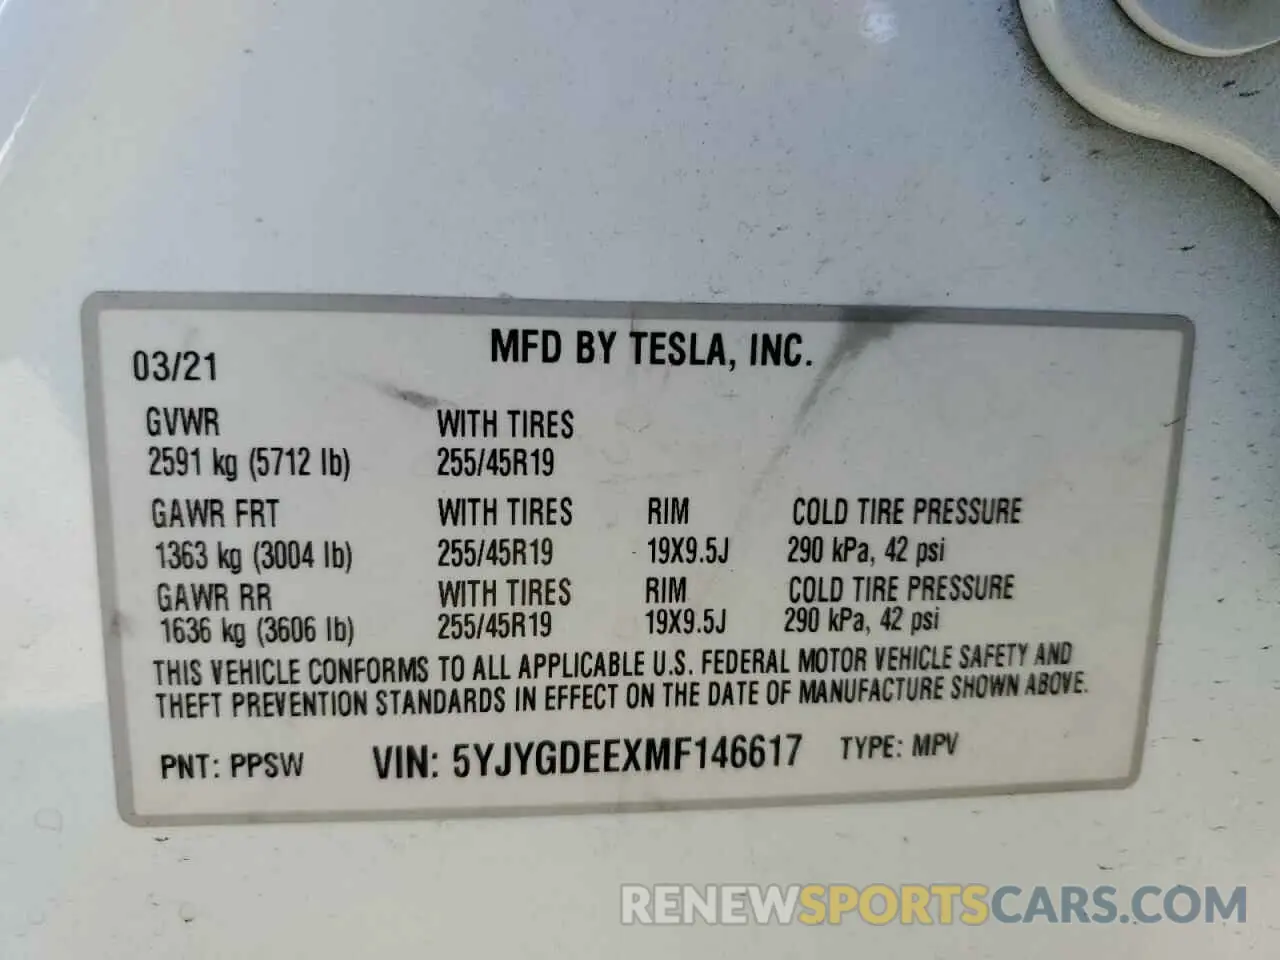 MFD BY TESLA, INC.
03/21
GVWR WITH TIRES
2591 kg (5712 lb) 255/45R19
GAWR FRT WITH TIRES RIM COLD TIRE PRESSURE
1363 kg (3004 lb) 255/45R19 19X9.5J 290 kPa, 42 psi
GAWR RR WITH TIRES RIM COLD TIRE PRESSURE
1636 kg (3606 lb) 255/45R19 19X9.5J 290 kPa, 42 psi
THIS VEHICLE CONFORMS TO ALL APPLICABLE U.S. FEDERAL MOTOR VEHICLE SAFETY AND
THEFT PREVENTION STANDARDS IN EFFECT ON THE DATE OF MANUFACTURE SHOWN ABOVE.
PNT: PPSW VIN: 5YJYGDEEXMF146617 TYPE: MPV
RENEWSPORTSCARS.COM